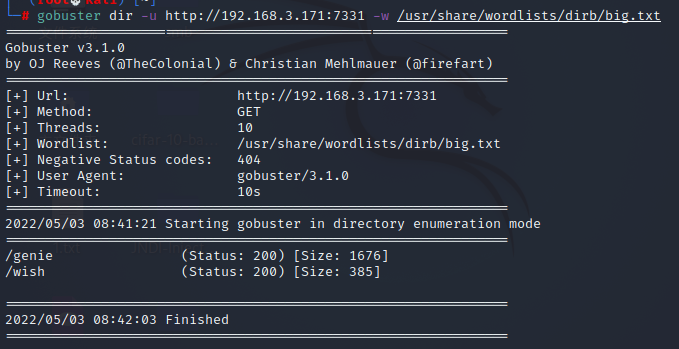 (root㉿kali) [~]
# gobuster dir -u http://192.168.3.171:7331 -w /usr/share/wordlists/dirb/big.txt
===============================================================
Gobuster v3.1.0
by OJ Reeves (@TheColonial) & Christian Mehlmauer (@firefart)
===============================================================
[+] Url: http://192.168.3.171:7331
[+] Method: GET
[+] Threads: 10
[+] Wordlist: /usr/share/wordlists/dirb/big.txt
[+] Negative Status codes: 404
[+] User Agent: gobuster/3.1.0
[+] Timeout: 10s
===============================================================
2022/05/03 08:41:21 Starting gobuster in directory enumeration mode
===============================================================
/genie (Status: 200) [Size: 1676]
/wish (Status: 200) [Size: 385]
===============================================================
2022/05/03 08:42:03 Finished
===============================================================